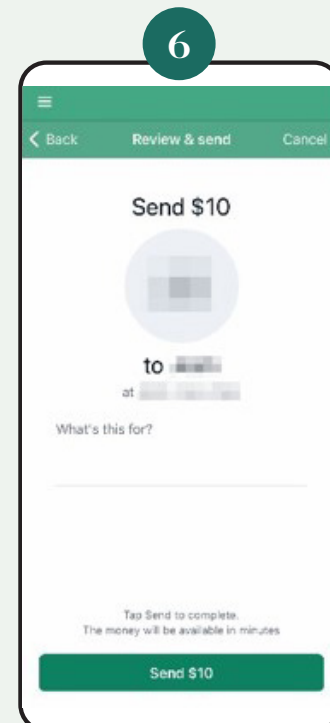 6
Back Review & send Cancel
Send $10
to
at
What's this for?
Tap Send to complete.
The money will be available in minutes
Send $10